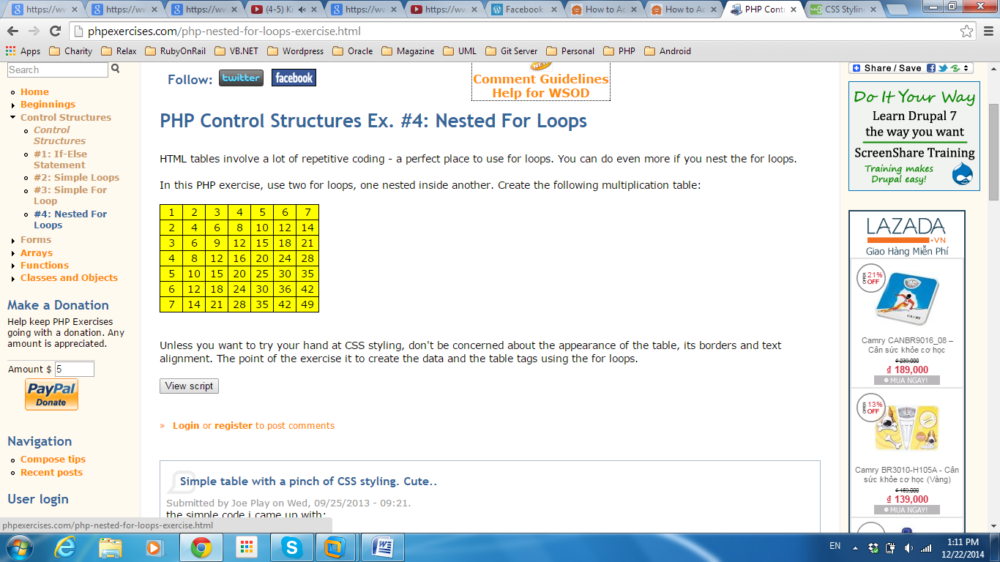 https://ww
https://ww
https://ww
(4-5) Ki
https://ww
https://ww
Facebook
How to Ad
How to Ad
PHP Cont
CSS Stylin
phpexercises.com/php-nested-for-loops-exercise.html
Apps Charity Relax RubyOnRail VB.NET Wordpress Oracle Magazine UML Git Server Personal PHP Android
Search
Home
Beginnings
Control Structures
Control
Structures
#1: If-Else
Statement
#2: Simple Loops
#3: Simple For
Loop
#4: Nested For
Loops
Forms
Arrays
Functions
Classes and Objects
Make a Donation
Help keep PHP Exercises
going with a donation. Any
amount is appreciated.
Amount $ 5
PayPal
Donate
Navigation
Compose tips
Recent posts
User login
phpexercises.com/php-nested-for-loops-exercise.html
Follow: twitter facebook
NEW
Comment Guidelines
Help for WSOD
PHP Control Structures Ex. #4: Nested For Loops
HTML tables involve a lot of repetitive coding - a perfect place to use for loops. You can do even more if you nest the for loops.
In this PHP exercise, use two for loops, one nested inside another. Create the following multiplication table:
1 2 3 4 5 6 7
2 4 6 8 10 12 14
3 6 9 12 15 18 21
4 8 12 16 20 24 28
5 10 15 20 25 30 35
6 12 18 24 30 36 42
7 14 21 28 35 42 49
Unless you want to try your hand at CSS styling, don't be concerned about the appearance of the table, its borders and text
alignment. The point of the exercise it to create the data and the table tags using the for loops.
View script
» Login or register to post comments
Simple table with a pinch of CSS styling. Cute..
Submitted by Joe Play on Wed, 09/25/2013 - 09:21.
the simple code i came up with:
Share / Save
Do It Your Way
Learn Drupal 7
the way you want
ScreenShare Training
Training makes
Drupal easy!
LAZADA
.VN
Giao Hàng Miễn Phí
OFFER 21%
OFF
CAMRY
Camry CANBR9016_08 –
Cân sức khỏe cơ học
₫ 239,000
₫ 189,000
MUA NGAY!
OFFER 13%
OFF
Camry BR3010-H105A - Cân
sức khỏe cơ học (Vàng)
₫ 159,000
₫ 139,000
MUA NGAY!
EN
1:11 PM
12/22/2014